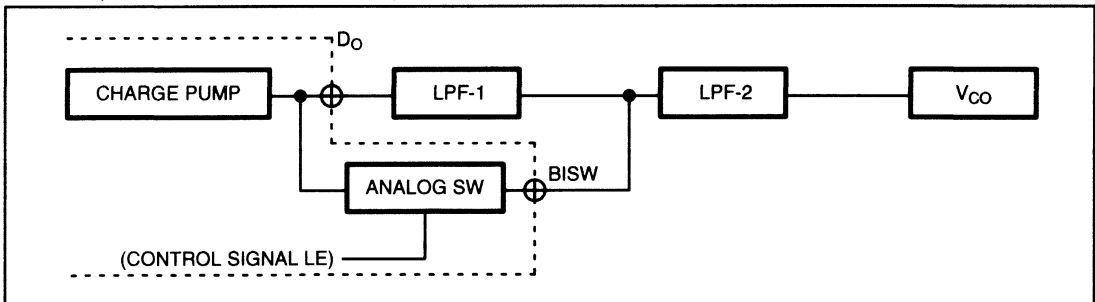 DO
CHARGE PUMP
LPF-1
LPF-2
VCO
ANALOG SW
BISW
(CONTROL SIGNAL LE)